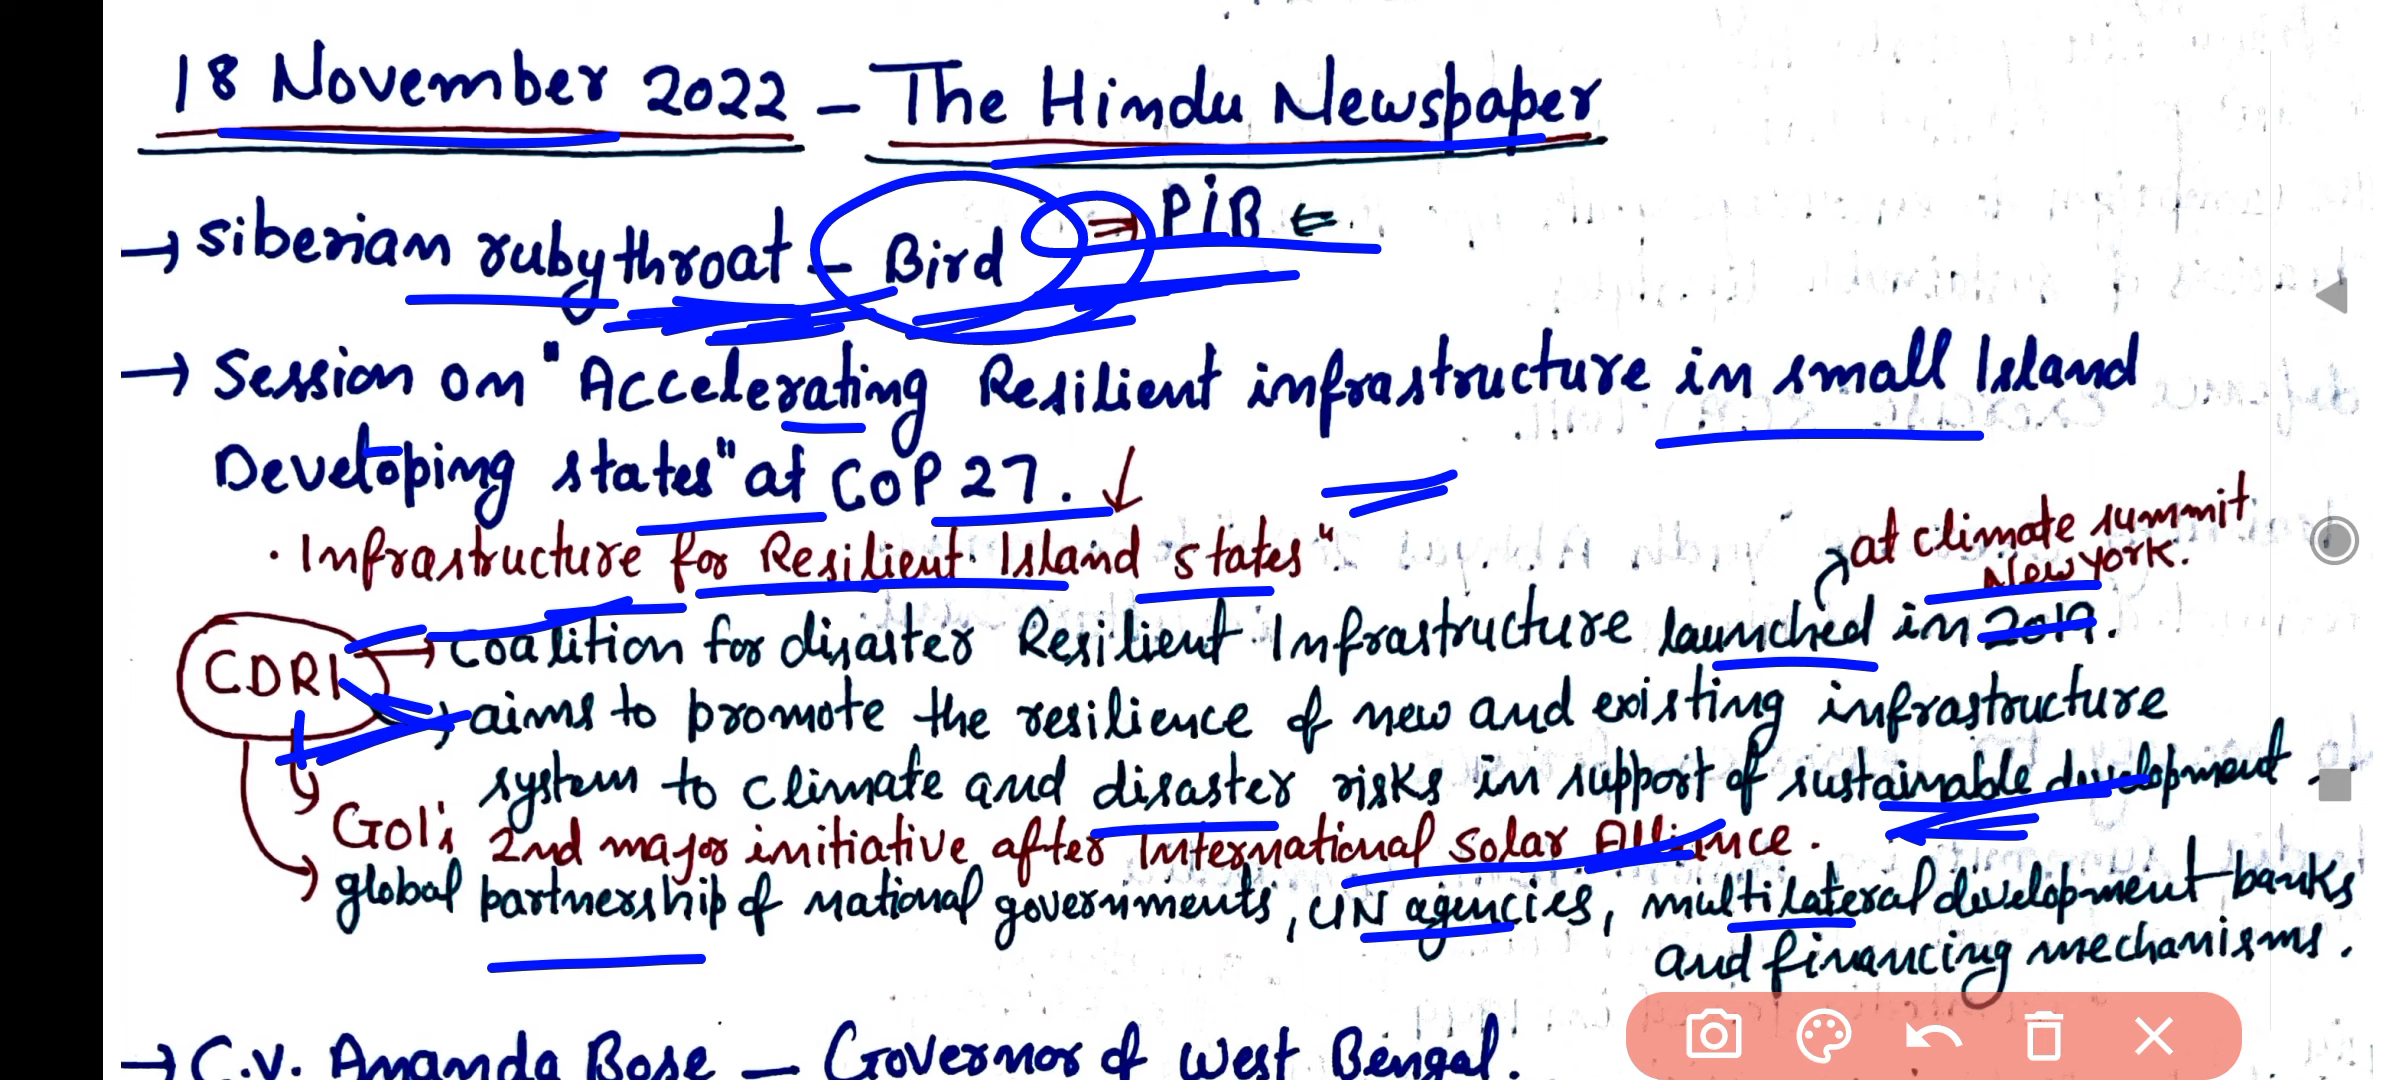 18 November 2022 - The Hindu Newspaper
→ Siberian rubythroat - Bird ⇒ PIB ⇐
→ Session on "Accelerating Resilient infrastructure in small Island
Developing states" at COP 27. ↓
· Infrastructure for Resilient Island states".
at climate summit
New York.
CDRI → Coalition for disaster Resilient Infrastructure launched in 2019.
→ aims to promote the resilience of new and existing infrastructure
system to climate and disaster risks in support of sustainable development.
GoI's 2nd major initiative after International Solar Alliance.
global partnership of national governments, UN agencies, multilateral development banks
and financing mechanisms.
→ C.V. Ananda Bose - Governor of West Bengal.